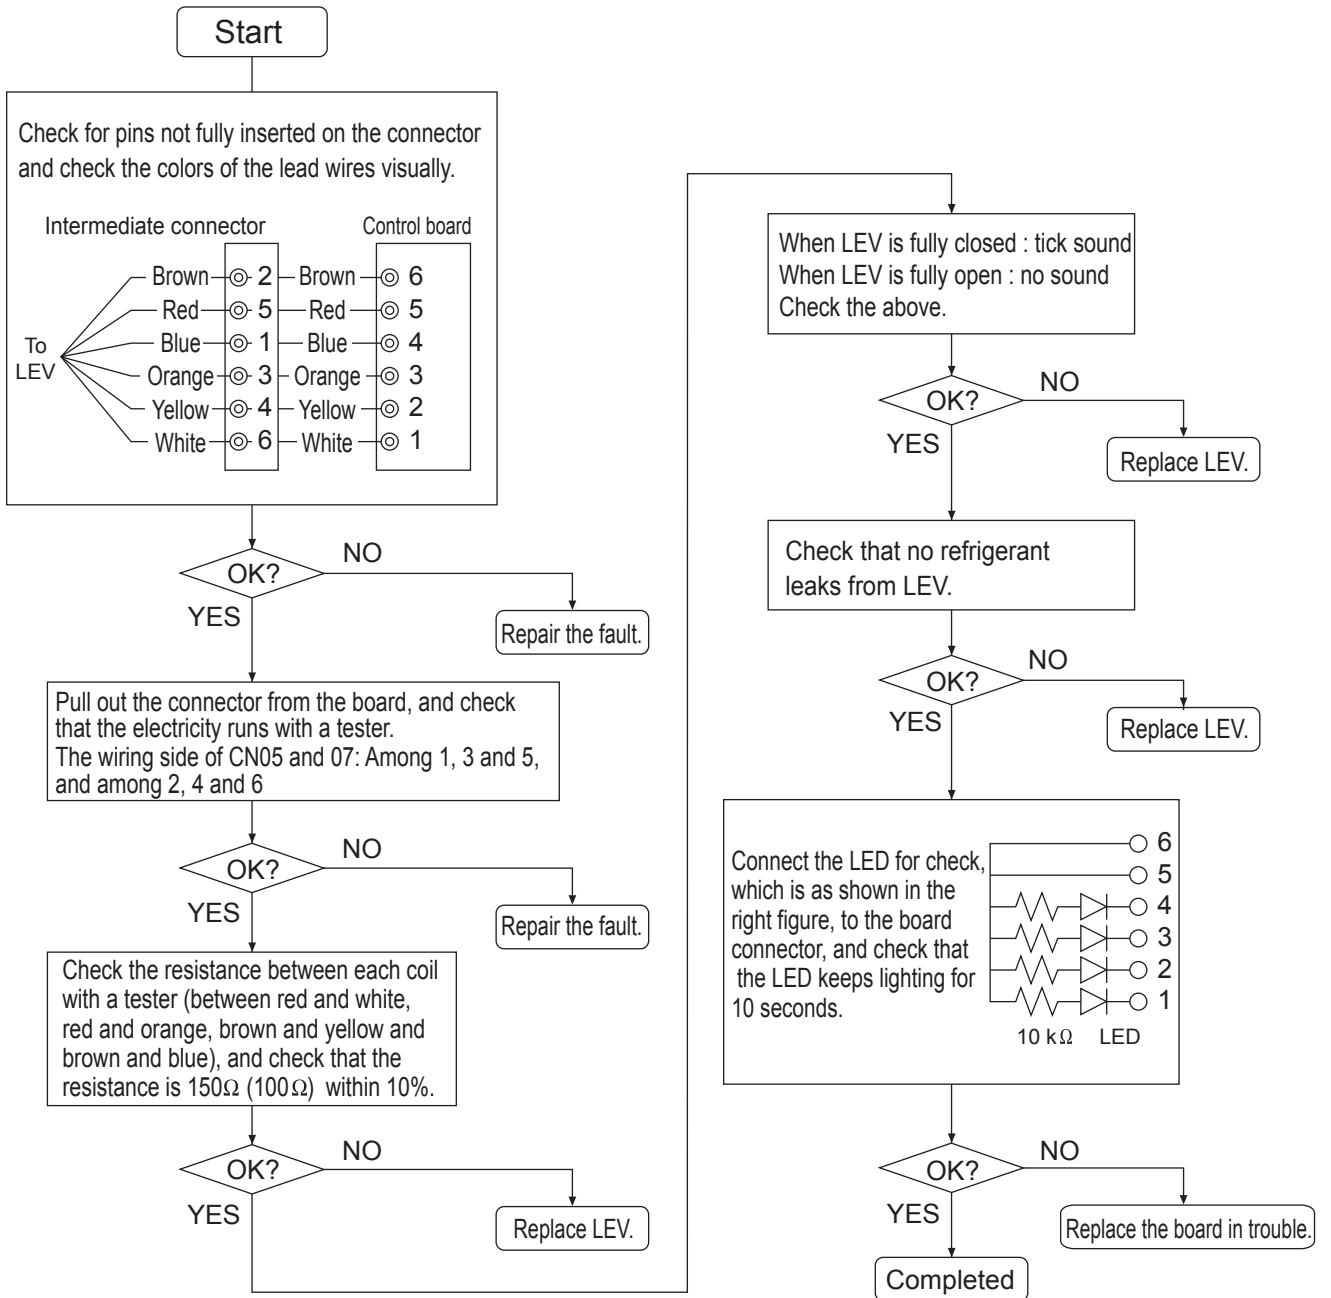 Start
Check for pins not fully inserted on the connector
and check the colors of the lead wires visually.
Intermediate connector
Control board
Brown 2 Brown 6
Red 5 Red 5
Blue 1 Blue 4
To
LEV
Orange 3 Orange 3
Yellow 4 Yellow 2
White 6 White 1
OK?
NO
YES
Repair the fault.
Pull out the connector from the board, and check
that the electricity runs with a tester.
The wiring side of CN05 and 07: Among 1, 3 and 5,
and among 2, 4 and 6
OK?
NO
YES
Repair the fault.
Check the resistance between each coil
with a tester (between red and white,
red and orange, brown and yellow and
brown and blue), and check that the
resistance is 150Ω (100Ω) within 10%.
OK?
NO
YES
Replace LEV.
When LEV is fully closed : tick sound
When LEV is fully open : no sound
Check the above.
OK?
NO
YES
Replace LEV.
Check that no refrigerant
leaks from LEV.
OK?
NO
YES
Replace LEV.
Connect the LED for check,
which is as shown in the
right figure, to the board
connector, and check that
the LED keeps lighting for
10 seconds.
6
5
4
3
2
1
10 kΩ LED
OK?
NO
YES
Replace the board in trouble.
Completed